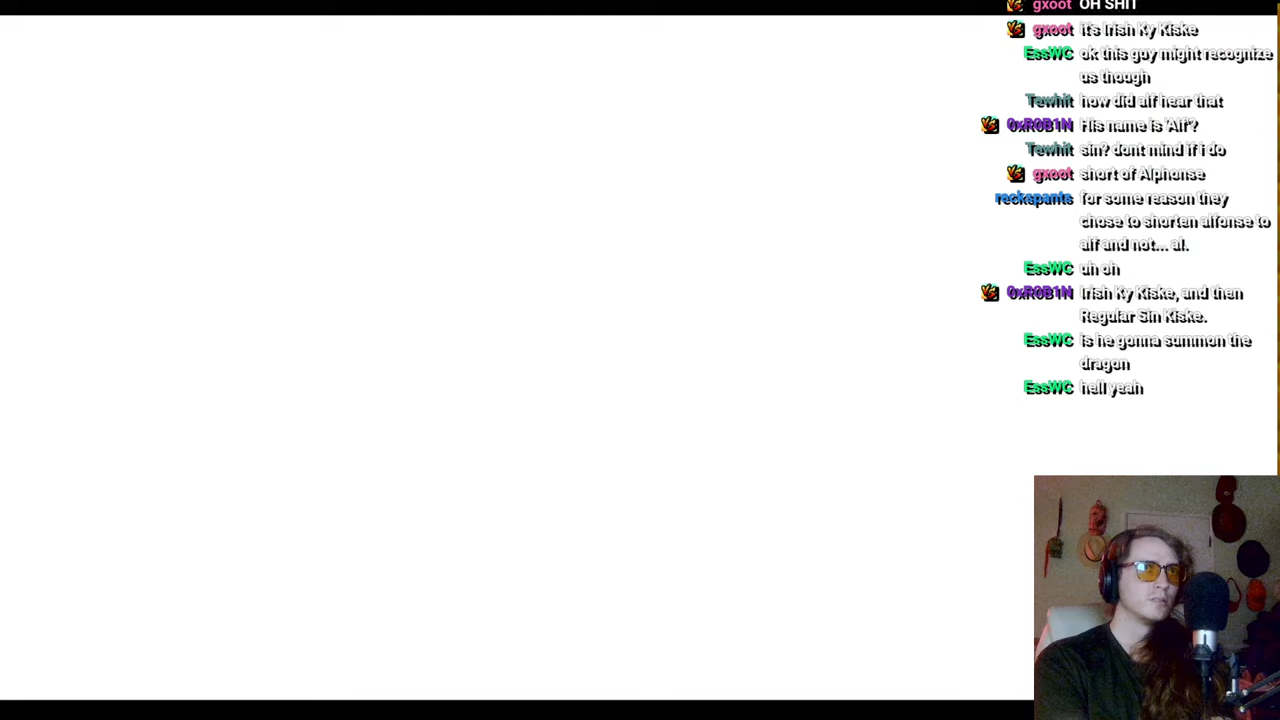 gxoot OH SHIT
gxoot it's Irish Ky Kiske
EssWC ok this guy might recognize
us though
Tewhit how did alf hear that
0xR0B1N His name is 'Alf'?
Tewhit sin? dont mind if i do
gxoot short of Alphonse
reckspants for some reason they
chose to shorten alfonse to
alf and not... al.
EssWC uh oh
0xR0B1N Irish Ky Kiske, and then
Regular Sin Kiske.
EssWC is he gonna summon the
dragon
EssWC hell yeah